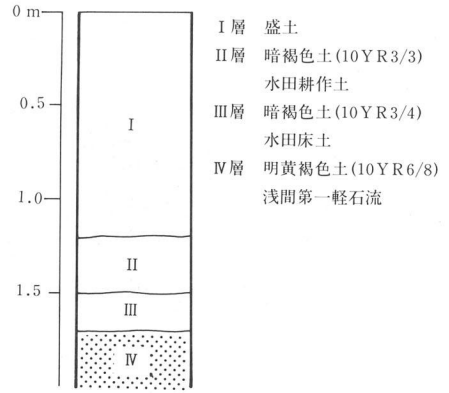 0 m
0.5
1.0
1.5
Ⅰ
Ⅱ
Ⅲ
Ⅳ
Ⅰ層 盛土
Ⅱ層 暗褐色土(10YR3/3)
水田耕作土
Ⅲ層 暗褐色土(10YR3/4)
水田床土
Ⅳ層 明黄褐色土(10YR6/8)
浅間第一軽石流